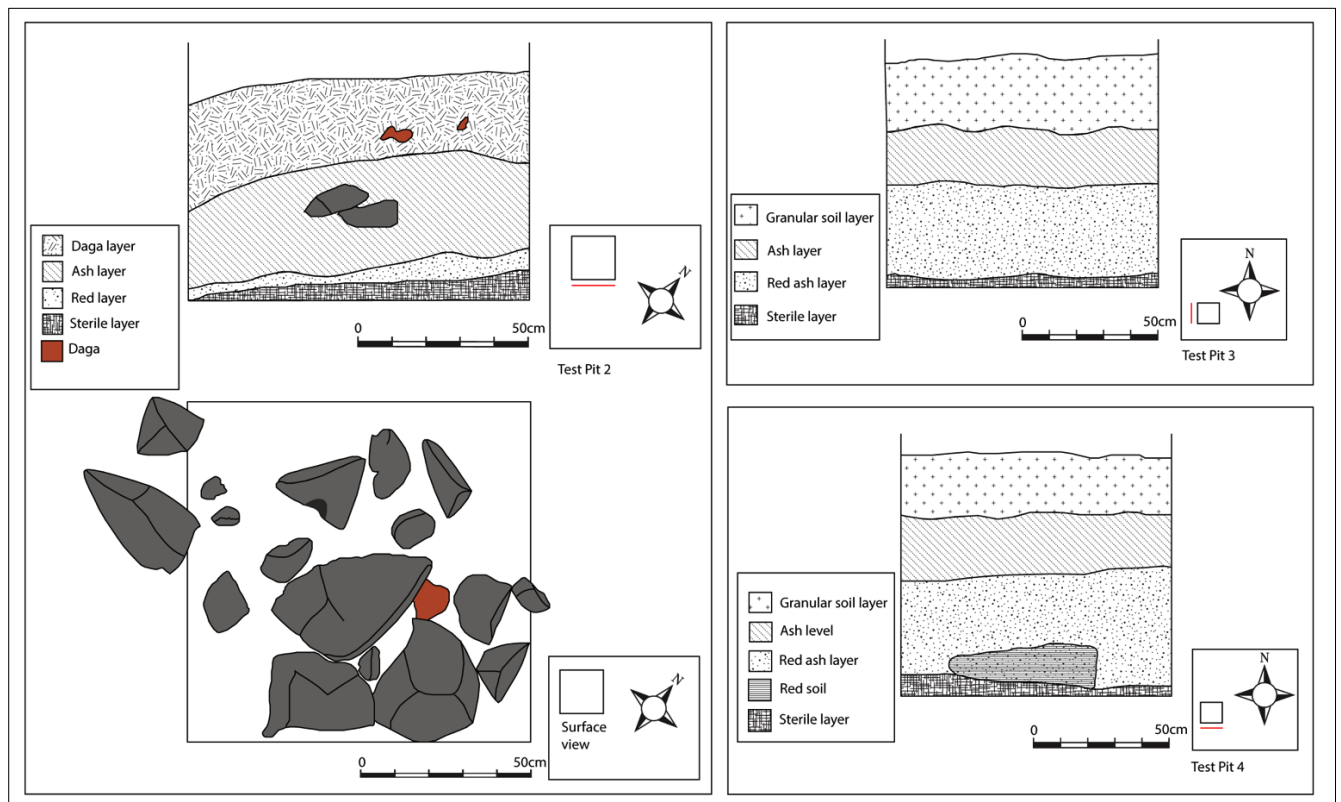 Daga layer
Ash layer
Red layer
Sterile layer
Daga
N
0 50cm
Test Pit 2
N
Surface
view
0 50cm
Granular soil layer
Ash layer
Red ash layer
Sterile layer
N
0 50cm
Test Pit 3
Granular soil layer
Ash level
Red ash layer
Red soil
Sterile layer
N
0 50cm
Test Pit 4